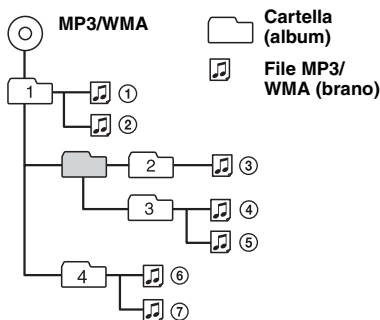 MP3/WMA
Cartella
(album)
File MP3/
WMA (brano)
1
①
②
2
③
3
④
⑤
4
⑥
⑦